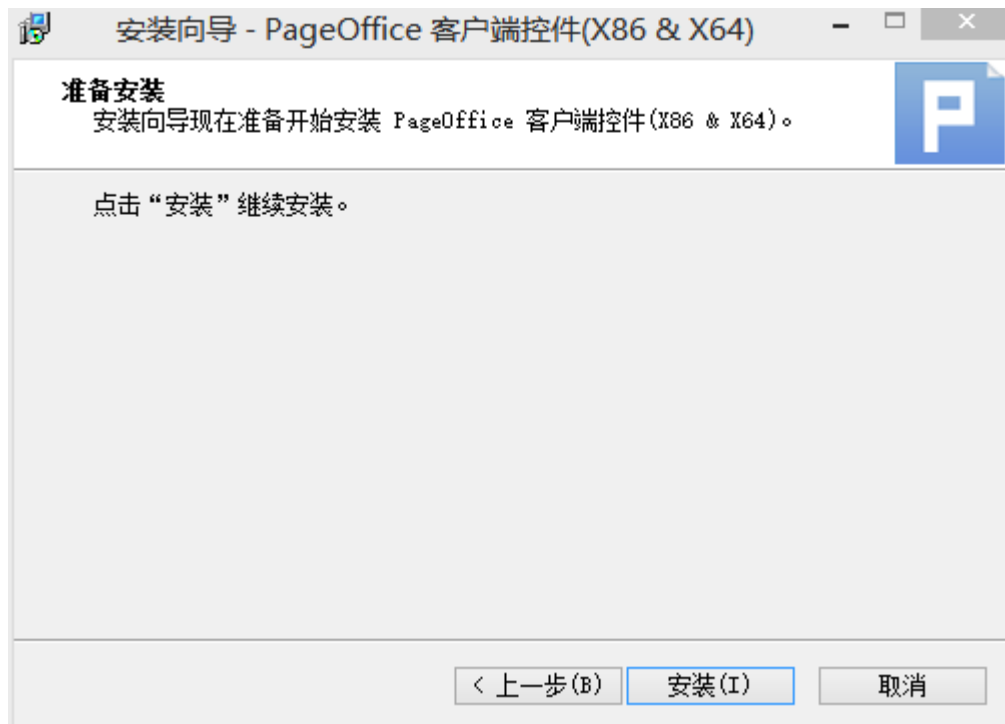 安装向导 - PageOffice 客户端控件(X86 & X64)
准备安装
安装向导现在准备开始安装 PageOffice 客户端控件(X86 & X64)。
P
点击“安装”继续安装。
< 上一步(B) 安装(I) 取消